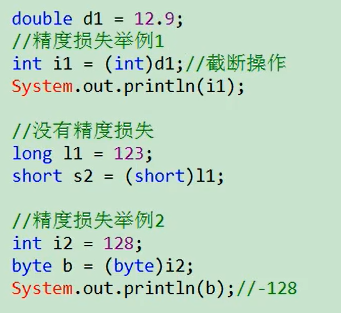 double d1 = 12.9;
//精度损失举例1
int i1 = (int)d1;//截断操作
System.out.println(i1);
//没有精度损失
long l1 = 123;
short s2 = (short)l1;
//精度损失举例2
int i2 = 128;
byte b = (byte)i2;
System.out.println(b);//-128